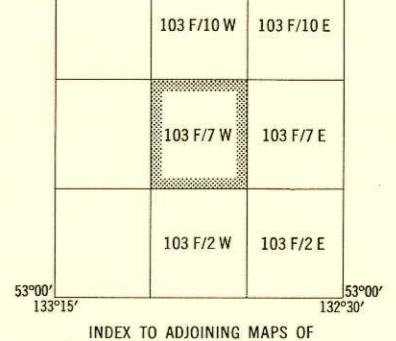 103 F/10 W 103 F/10 E
103 F/7 W 103 F/7 E
103 F/2 W 103 F/2 E
53°00′ 53°00′
133°15′ 132°30′
INDEX TO ADJOINING MAPS OF